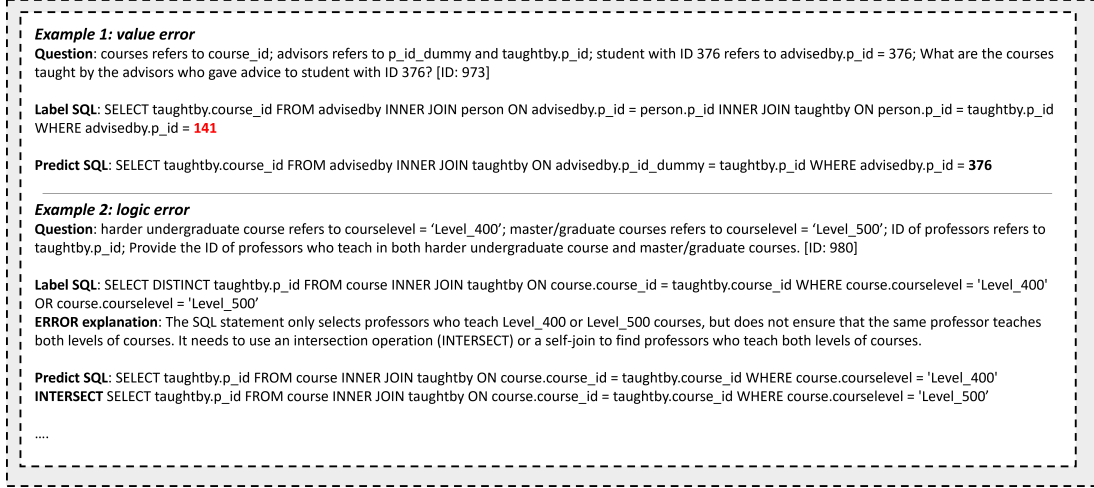 Example 1: value error
Question: courses refers to course_id; advisors refers to p_id_dummy and taughtby.p_id; student with ID 376 refers to advisedby.p_id = 376; What are the courses
taught by the advisors who gave advice to student with ID 376? [ID: 973]
Label SQL: SELECT taughtby.course_id FROM advisedby INNER JOIN person ON advisedby.p_id = person.p_id INNER JOIN taughtby ON person.p_id = taughtby.p_id
WHERE advisedby.p_id = 141
Predict SQL: SELECT taughtby.course_id FROM advisedby INNER JOIN taughtby ON advisedby.p_id_dummy = taughtby.p_id WHERE advisedby.p_id = 376
Example 2: logic error
Question: harder undergraduate course refers to courselevel = ‘Level_400’; master/graduate courses refers to courselevel = ‘Level_500’; ID of professors refers to
taughtby.p_id; Provide the ID of professors who teach in both harder undergraduate course and master/graduate courses. [ID: 980]
Label SQL: SELECT DISTINCT taughtby.p_id FROM course INNER JOIN taughtby ON course.course_id = taughtby.course_id WHERE course.courselevel = 'Level_400'
OR course.courselevel = 'Level_500’
ERROR explanation: The SQL statement only selects professors who teach Level_400 or Level_500 courses, but does not ensure that the same professor teaches
both levels of courses. It needs to use an intersection operation (INTERSECT) or a self-join to find professors who teach both levels of courses.
Predict SQL: SELECT taughtby.p_id FROM course INNER JOIN taughtby ON course.course_id = taughtby.course_id WHERE course.courselevel = 'Level_400'
INTERSECT SELECT taughtby.p_id FROM course INNER JOIN taughtby ON course.course_id = taughtby.course_id WHERE course.courselevel = 'Level_500’
....